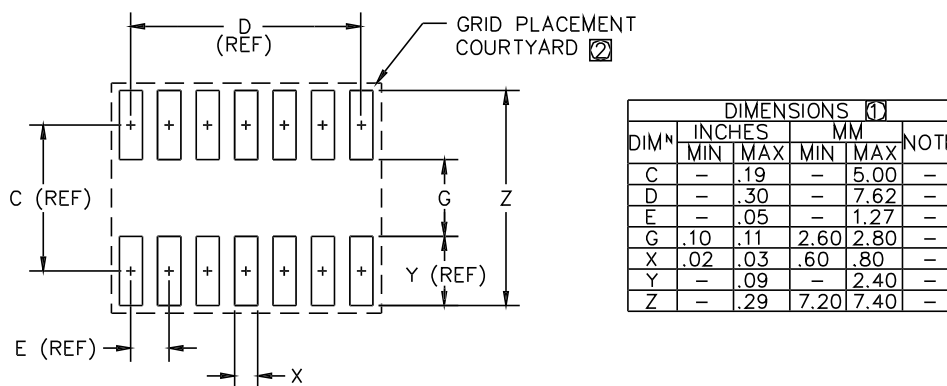 D
(REF)
GRID PLACEMENT
COURTYARD 2
C (REF)
G
Z
Y (REF)
E (REF)
X
DIMENSIONS 1
DIM N INCHES MM NOTE
MIN MAX MIN MAX
C - .19 - 5.00 -
D - .30 - 7.62 -
E - .05 - 1.27 -
G .10 .11 2.60 2.80 -
X .02 .03 .60 .80 -
Y - .09 - 2.40 -
Z - .29 7.20 7.40 -